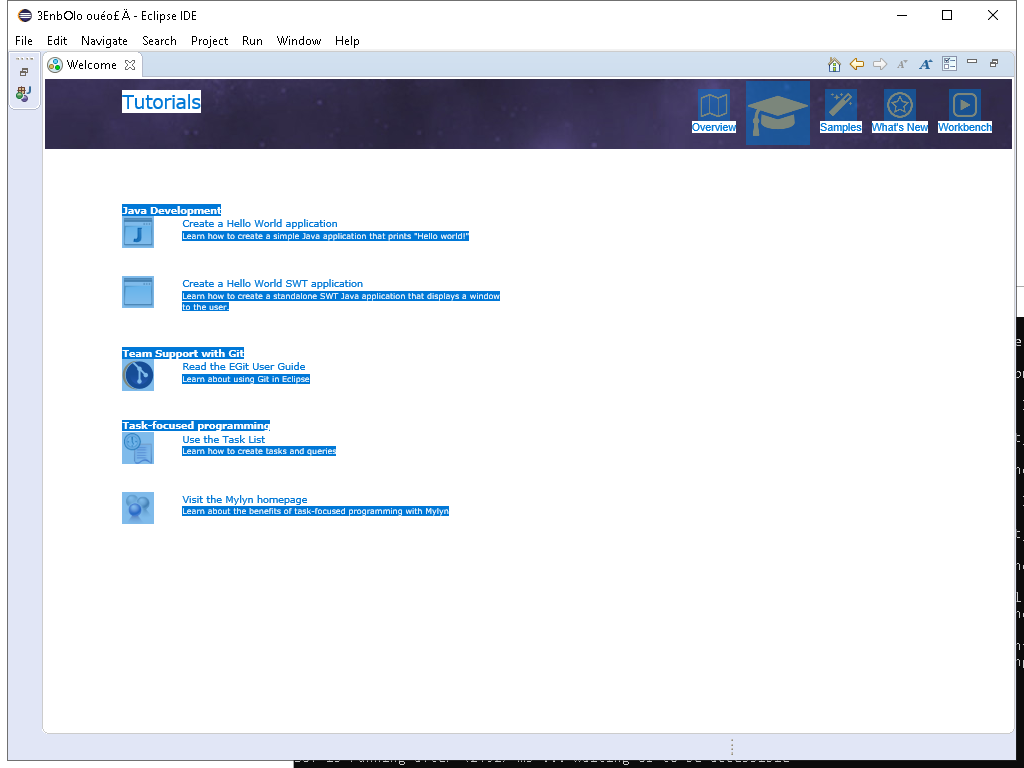 3EnbOlo ouéo£Ä - Eclipse IDE
File Edit Navigate Search Project Run Window Help
Welcome
Tutorials
Overview
Samples
What's New
Workbench
Java Development
Create a Hello World application
Learn how to create a simple Java application that prints "Hello world!"
Create a Hello World SWT application
Learn how to create a standalone SWT Java application that displays a window
to the user.
Team Support with Git
Read the EGit User Guide
Learn about using Git in Eclipse
Task-focused programming
Use the Task List
Learn how to create tasks and queries
Visit the Mylyn homepage
Learn about the benefits of task-focused programming with Mylyn